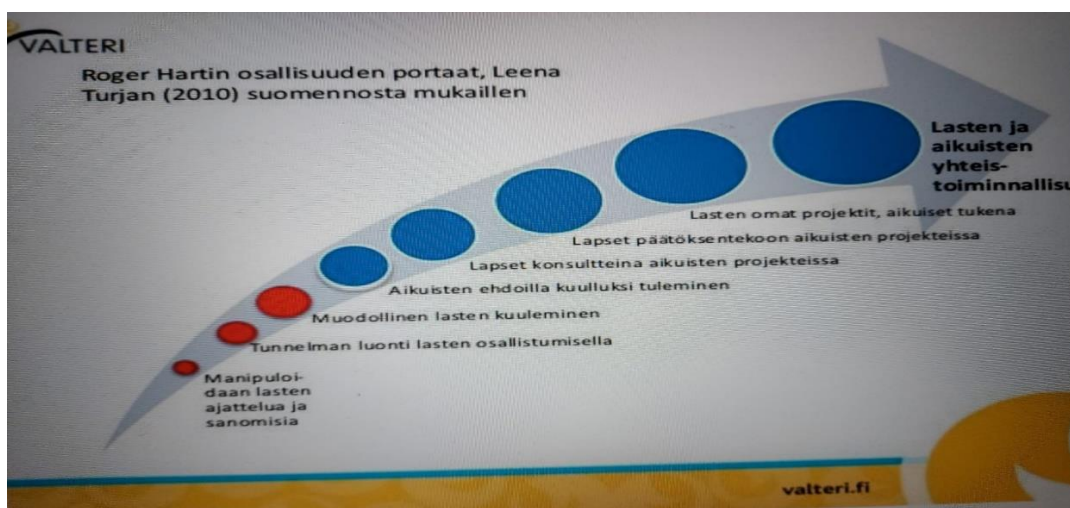 VALTERI
Roger Hartin osallisuuden portaat, Leena
Turjan (2010) suomennosta mukaillen
Lasten ja
aikuisten
yhteis-
toiminnallisu
Lasten omat projektit, aikuiset tukena
Lapset päätöksentekoon aikuisten projekteissa
Lapset konsultteina aikuisten projekteissa
Aikuisten ehdoilla kuulluksi tuleminen
Muodollinen lasten kuuleminen
Tunnelman luonti lasten osallistumisella
Manipuloi-
daan lasten
ajattelua ja
sanomisia
valteri.fi